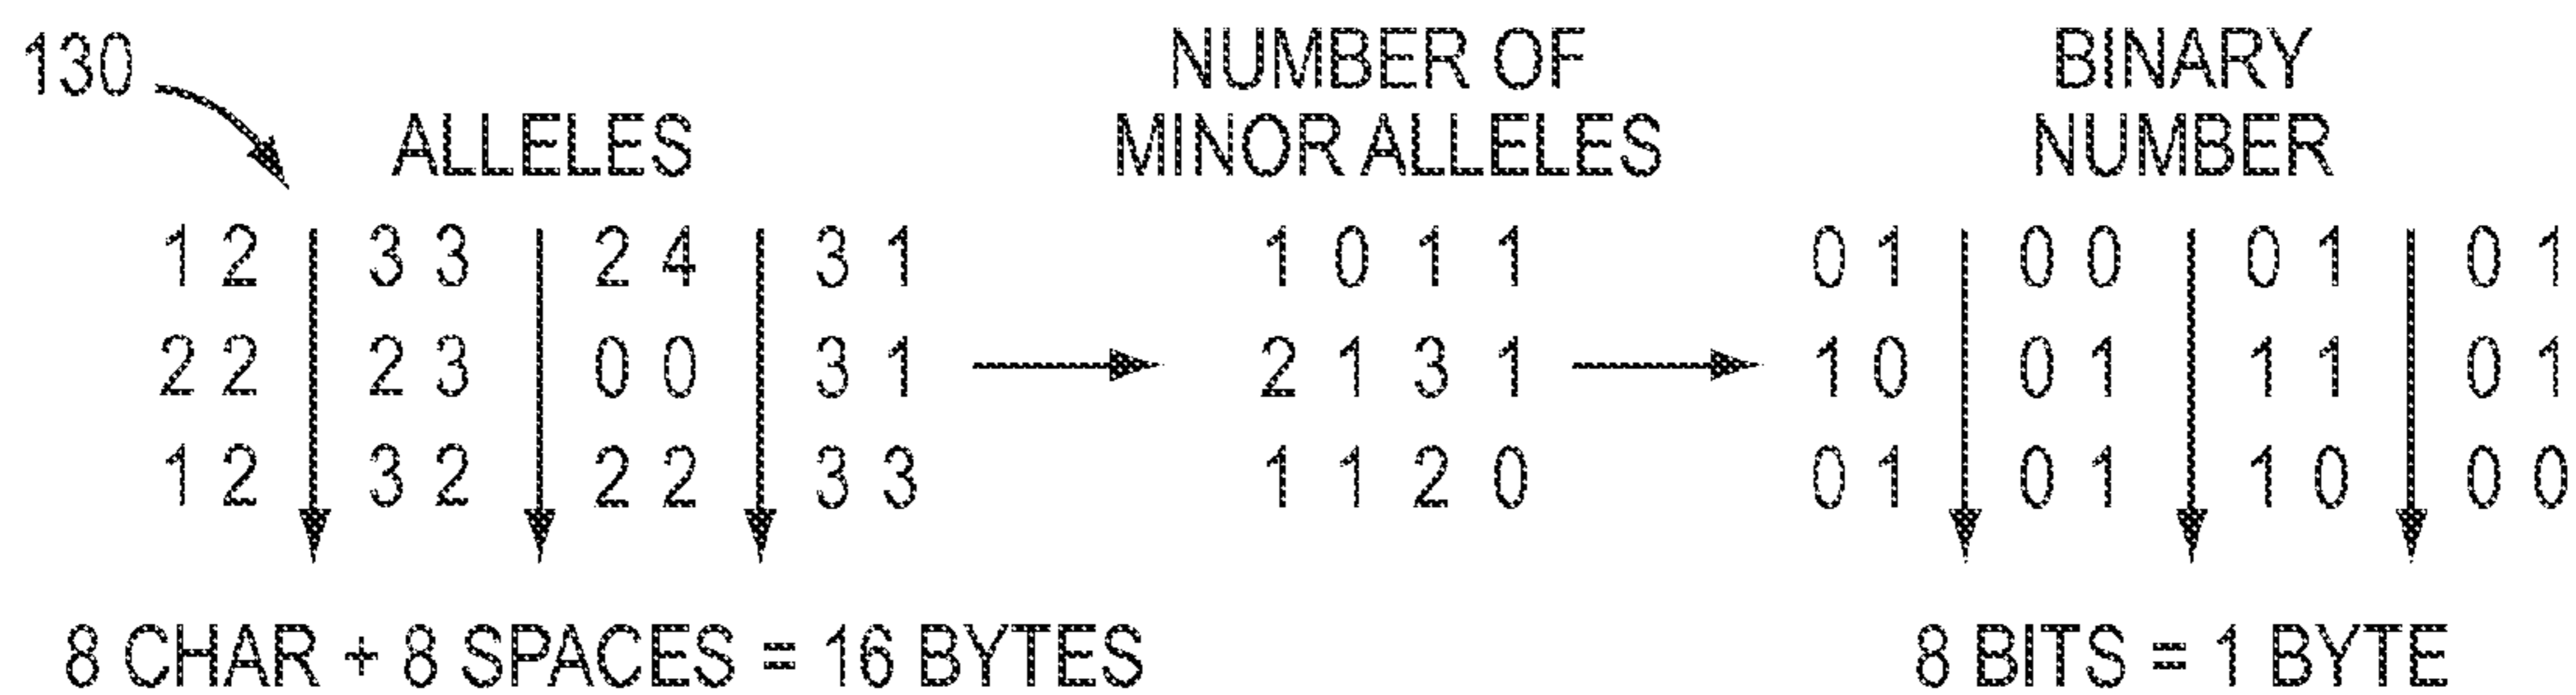 130
ALLELES
NUMBER OF
MINOR ALLELES
BINARY
NUMBER
1 2 3 3 2 4 3 1 1 0 1 1 0 1 0 0 0 1 0 1
2 2 2 3 0 0 3 1 2 1 3 1 1 0 0 1 1 1 0 1
1 2 3 2 2 2 3 3 1 1 2 0 0 1 0 1 1 0 0 0
8 CHAR + 8 SPACES = 16 BYTES
8 BITS = 1 BYTE